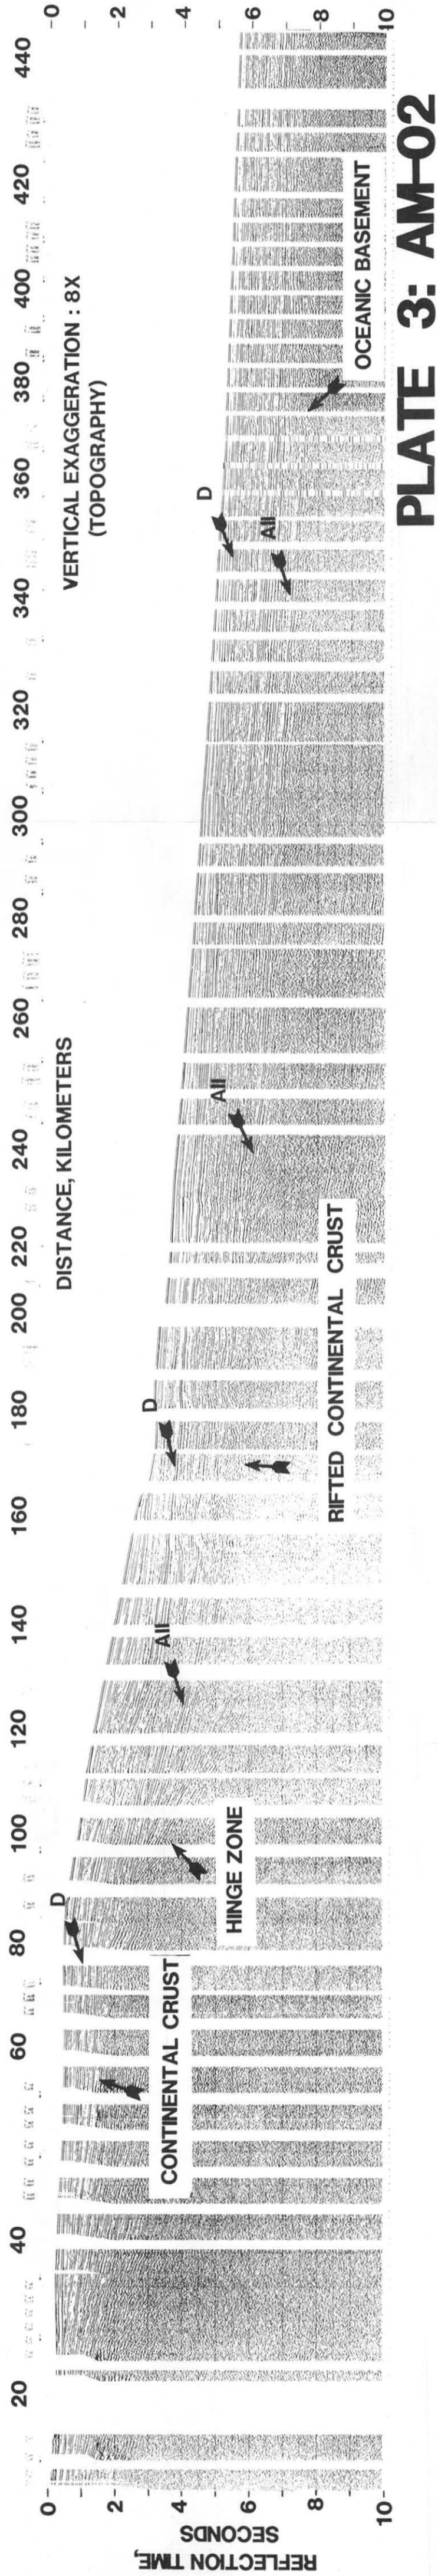 20 40 60 80 100 120 140 160 180 200 220 240 260 280 300 320 340 360 380 400 420 440
DISTANCE, KILOMETERS
VERTICAL EXAGGERATION : 8X
(TOPOGRAPHY)
REFLECTION TIME,
SECONDS
0
2
4
6
8
10
D
CONTINENTAL CRUST
HINGE ZONE
AII
D
RIFTED CONTINENTAL CRUST
AII
D
AII
OCEANIC BASEMENT
0
2
4
6
8
10
PLATE 3: AM-02